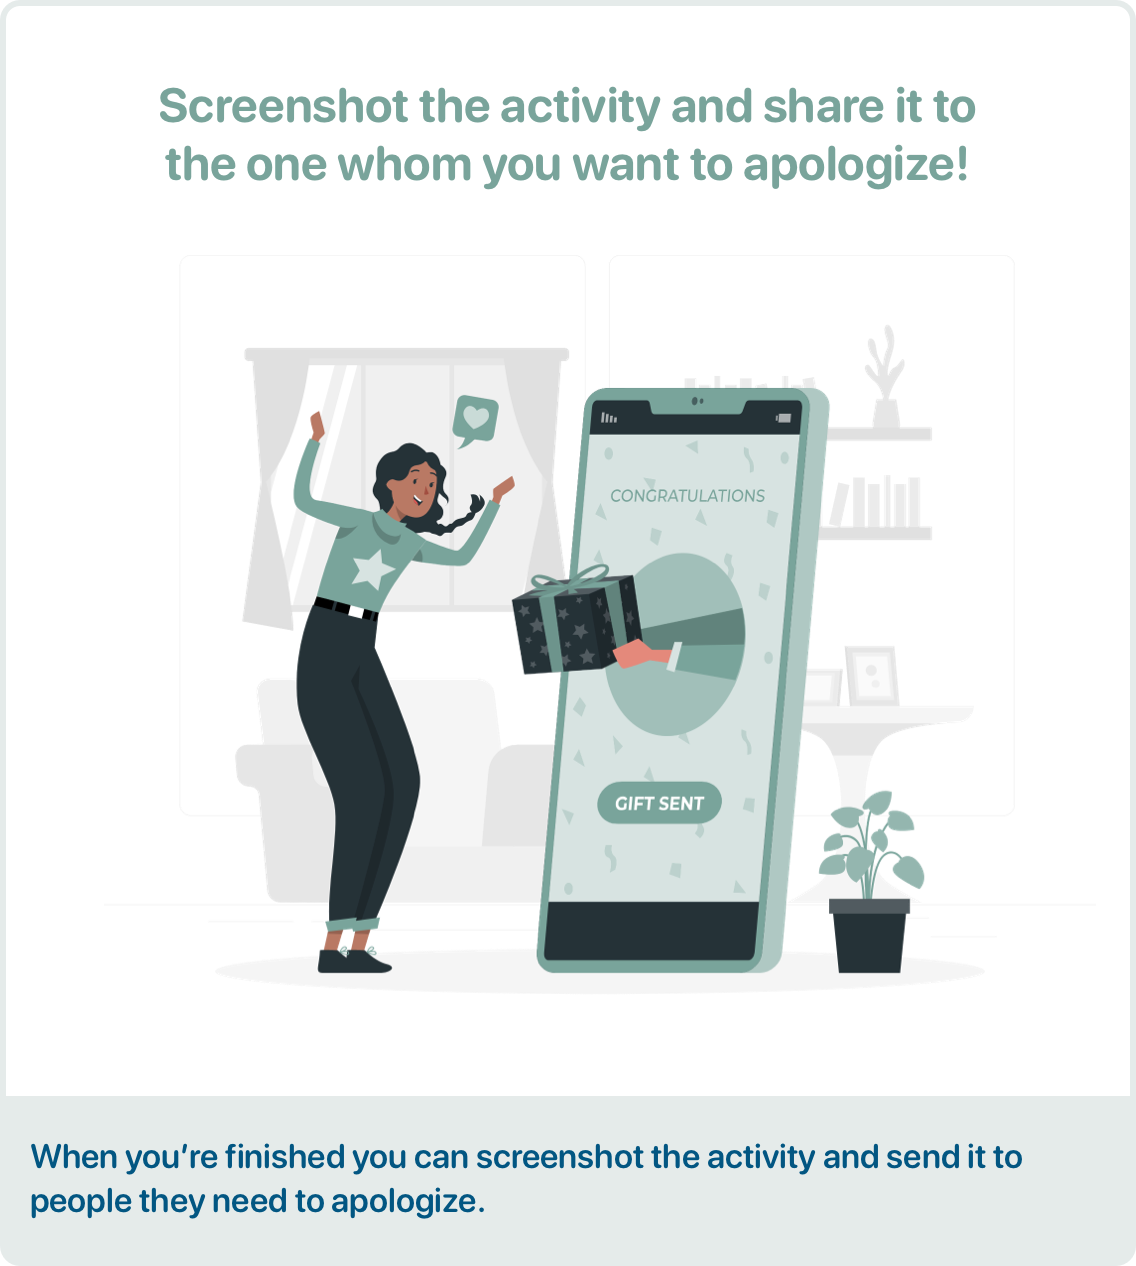 Screenshot the activity and share it to
the one whom you want to apologize!
CONGRATULATIONS
GIFT SENT
When you’re finished you can screenshot the activity and send it to
people they need to apologize.